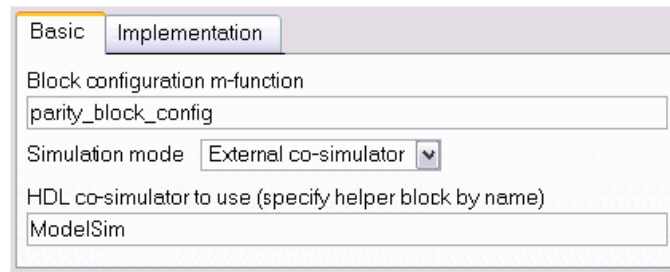 Basic Implementation
Block configuration m-function
parity_block_config
Simulation mode External co-simulator
HDL co-simulator to use (specify helper block by name)
ModelSim